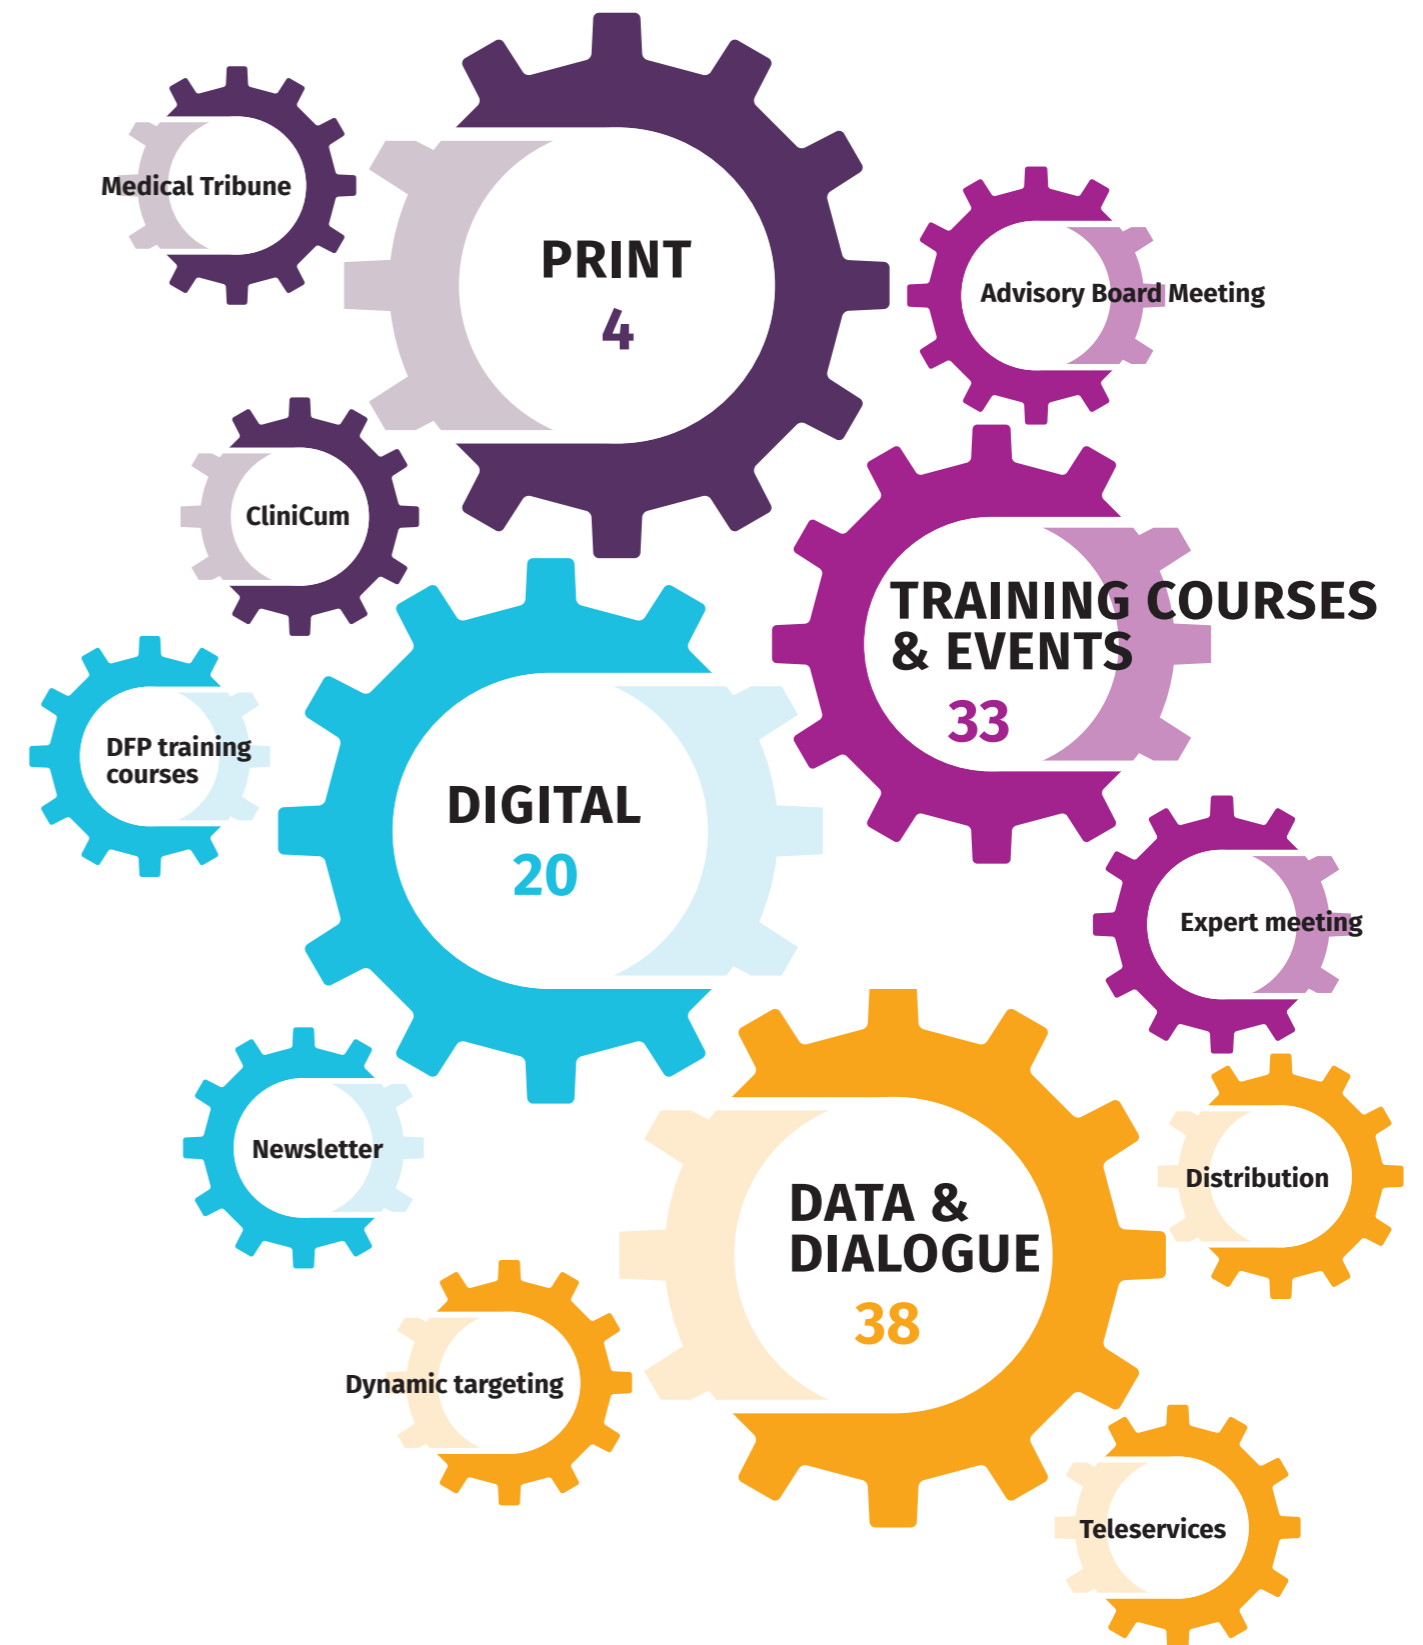 Medical Tribune
PRINT
4
Advisory Board Meeting
CliniCum
TRAINING COURSES
& EVENTS
33
DFP training
courses
DIGITAL
20
Expert meeting
Newsletter
DATA &
DIALOGUE
38
Distribution
Dynamic targeting
Teleservices